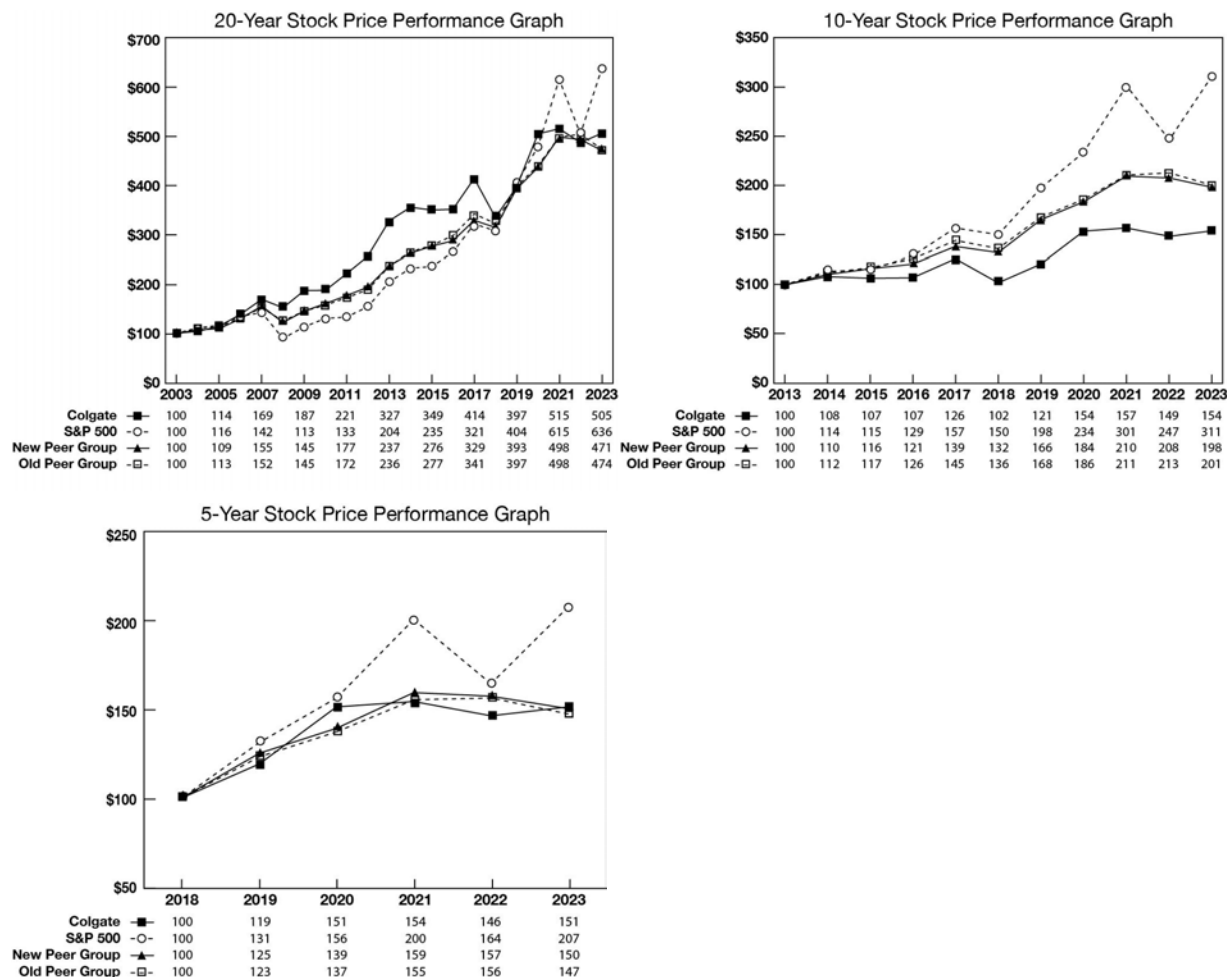 20-Year Stock Price Performance Graph
$700
$600
$500
$400
$300
$200
$100
$0
2003 2005 2007 2009 2011 2013 2015 2017 2019 2021 2023
Colgate 100 114 169 187 221 327 349 414 397 515 505
S&P 500 100 116 142 113 133 204 235 321 404 615 636
New Peer Group 100 109 155 145 177 237 276 329 393 498 471
Old Peer Group 100 113 152 145 172 236 277 341 397 498 474
10-Year Stock Price Performance Graph
$350
$300
$250
$200
$150
$100
$50
$0
2013 2014 2015 2016 2017 2018 2019 2020 2021 2022 2023
Colgate 100 108 107 107 126 102 121 154 157 149 154
S&P 500 100 114 115 129 157 150 198 234 301 247 311
New Peer Group 100 110 116 121 139 132 166 184 210 208 198
Old Peer Group 100 112 117 126 145 136 168 186 211 213 201
5-Year Stock Price Performance Graph
$250
$200
$150
$100
$50
2018 2019 2020 2021 2022 2023
Colgate 100 119 151 154 146 151
S&P 500 100 131 156 200 164 207
New Peer Group 100 125 139 159 157 150
Old Peer Group 100 123 137 155 156 147